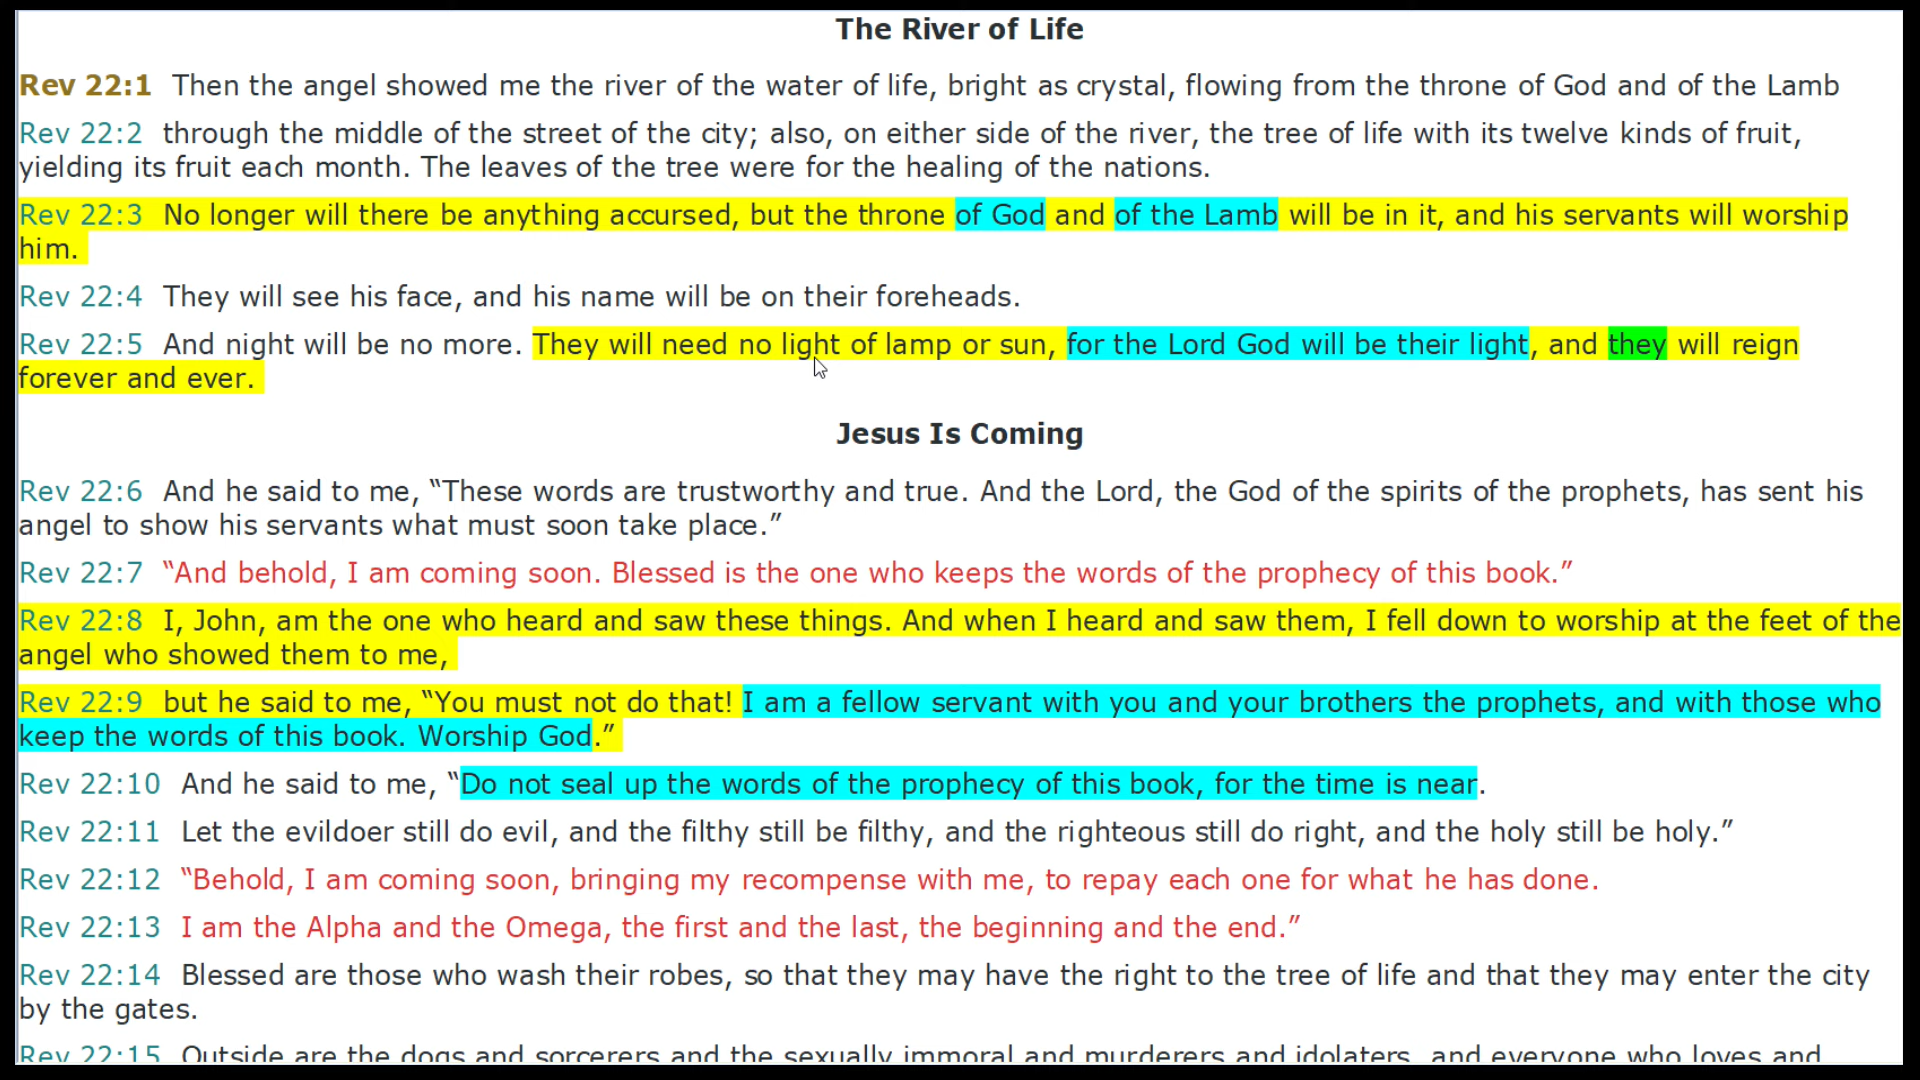 The River of Life
Rev 22:1 Then the angel showed me the river of the water of life, bright as crystal, flowing from the throne of God and of the Lamb
Rev 22:2 through the middle of the street of the city; also, on either side of the river, the tree of life with its twelve kinds of fruit,
yielding its fruit each month. The leaves of the tree were for the healing of the nations.
Rev 22:3 No longer will there be anything accursed, but the throne of God and of the Lamb will be in it, and his servants will worship
him.
Rev 22:4 They will see his face, and his name will be on their foreheads.
Rev 22:5 And night will be no more. They will need no light of lamp or sun, for the Lord God will be their light, and they will reign
forever and ever.
Jesus Is Coming
Rev 22:6 And he said to me, “These words are trustworthy and true. And the Lord, the God of the spirits of the prophets, has sent his
angel to show his servants what must soon take place.”
Rev 22:7 “And behold, I am coming soon. Blessed is the one who keeps the words of the prophecy of this book.”
Rev 22:8 I, John, am the one who heard and saw these things. And when I heard and saw them, I fell down to worship at the feet of the
angel who showed them to me,
Rev 22:9 but he said to me, “You must not do that! I am a fellow servant with you and your brothers the prophets, and with those who
keep the words of this book. Worship God.”
Rev 22:10 And he said to me, “Do not seal up the words of the prophecy of this book, for the time is near.
Rev 22:11 Let the evildoer still do evil, and the filthy still be filthy, and the righteous still do right, and the holy still be holy.”
Rev 22:12 “Behold, I am coming soon, bringing my recompense with me, to repay each one for what he has done.
Rev 22:13 I am the Alpha and the Omega, the first and the last, the beginning and the end.”
Rev 22:14 Blessed are those who wash their robes, so that they may have the right to the tree of life and that they may enter the city
by the gates.
Rev 22:15 Outside are the dogs and sorcerers and the sexually immoral and murderers and idolaters, and everyone who loves and